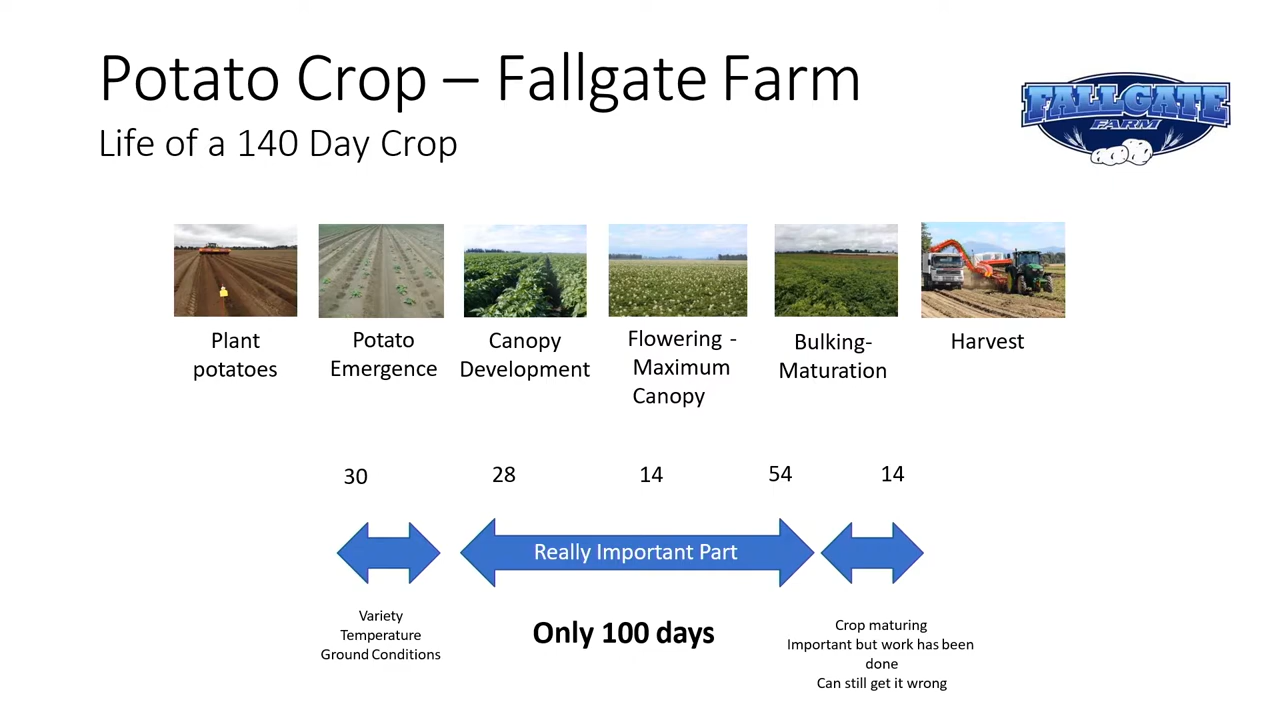 Potato Crop – Fallgate Farm
Life of a 140 Day Crop
FALLGATE
FARM
Plant
potatoes
Potato
Emergence
Canopy
Development
Flowering -
Maximum
Canopy
Bulking-
Maturation
Harvest
30
28
14
54
14
Really Important Part
Variety
Temperature
Ground Conditions
Only 100 days
Crop maturing
Important but work has been
done
Can still get it wrong